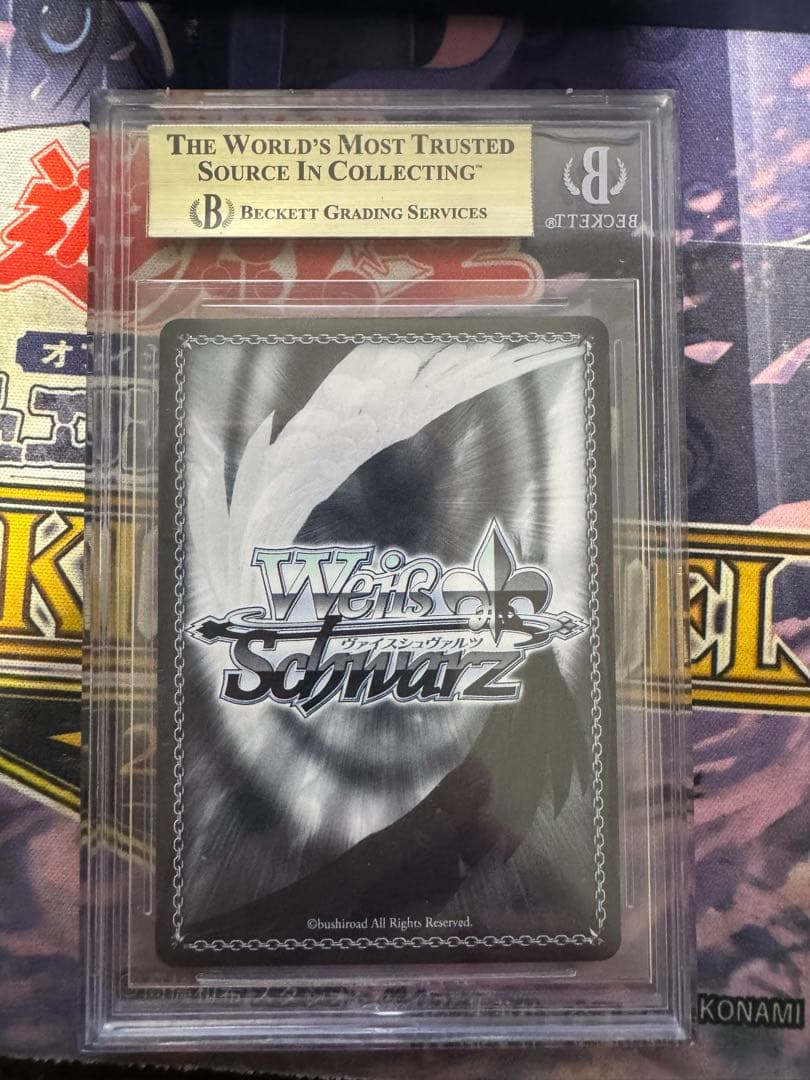 THE WORLD'S MOST TRUSTED
SOURCE IN COLLECTING™
B BECKETT GRADING SERVICES
B
BECKETT®
Weiß
ヴァイスシュヴァルツ
Schwarz
©bushiroad All Rights Reserved.
KONAMI